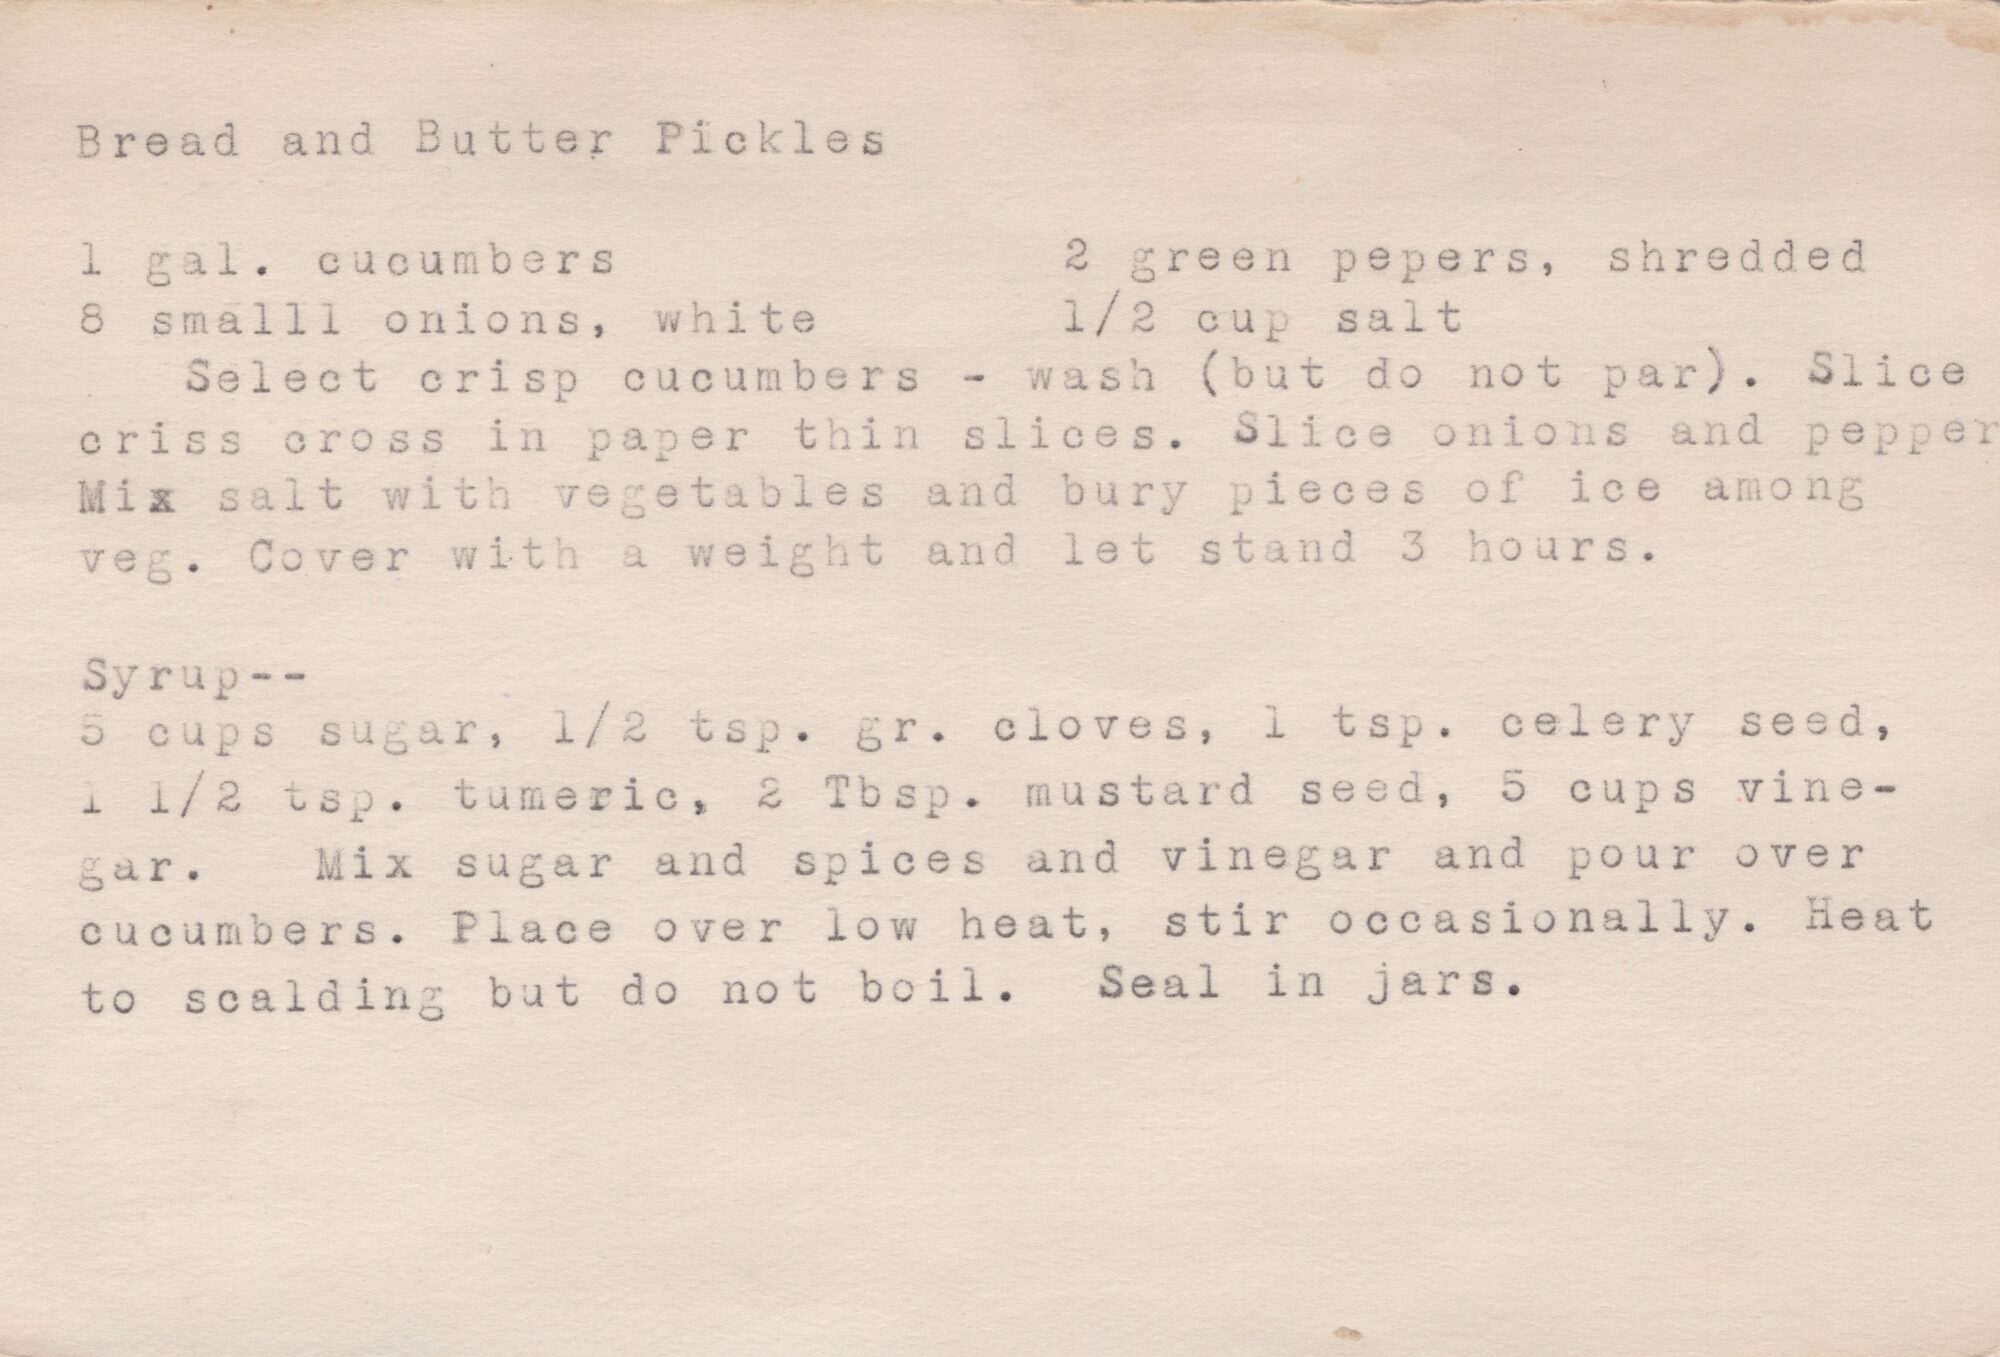 Bread and Butter Pickles
1 gal. cucumbers 2 green pepers, shredded
8 smalll onions, white 1/2 cup salt
Select crisp cucumbers - wash (but do not par). Slice
criss cross in paper thin slices. Slice onions and pepper
Mix salt with vegetables and bury pieces of ice among
veg. Cover with a weight and let stand 3 hours.
Syrup--
5 cups sugar, 1/2 tsp. gr. cloves, 1 tsp. celery seed,
1 1/2 tsp. tumeric, 2 Tbsp. mustard seed, 5 cups vine-
gar. Mix sugar and spices and vinegar and pour over
cucumbers. Place over low heat, stir occasionally. Heat
to scalding but do not boil. Seal in jars.